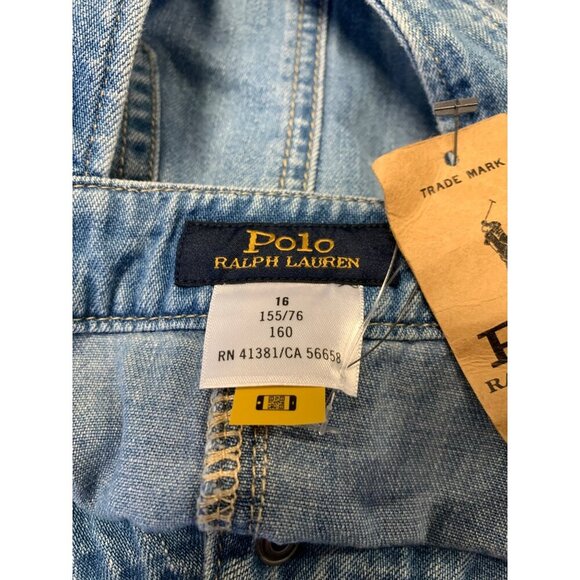 TRADE MARK
Polo
RALPH LAUREN
16
155/76
160
RN 41381/CA 56658